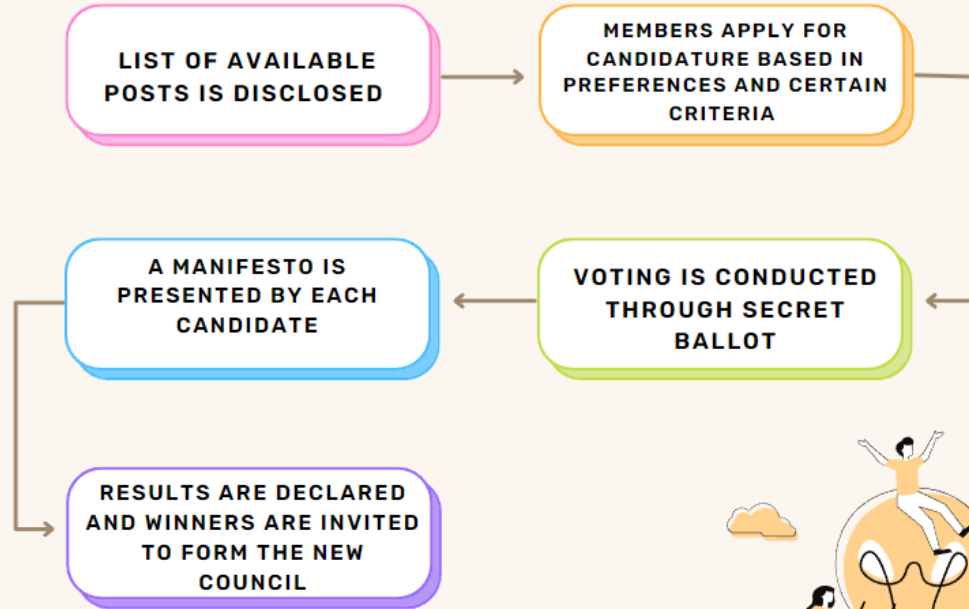 LIST OF AVAILABLE
POSTS IS DISCLOSED
MEMBERS APPLY FOR
CANDIDATURE BASED IN
PREFERENCES AND CERTAIN
CRITERIA
VOTING IS CONDUCTED
THROUGH SECRET
BALLOT
A MANIFESTO IS
PRESENTED BY EACH
CANDIDATE
RESULTS ARE DECLARED
AND WINNERS ARE INVITED
TO FORM THE NEW
COUNCIL